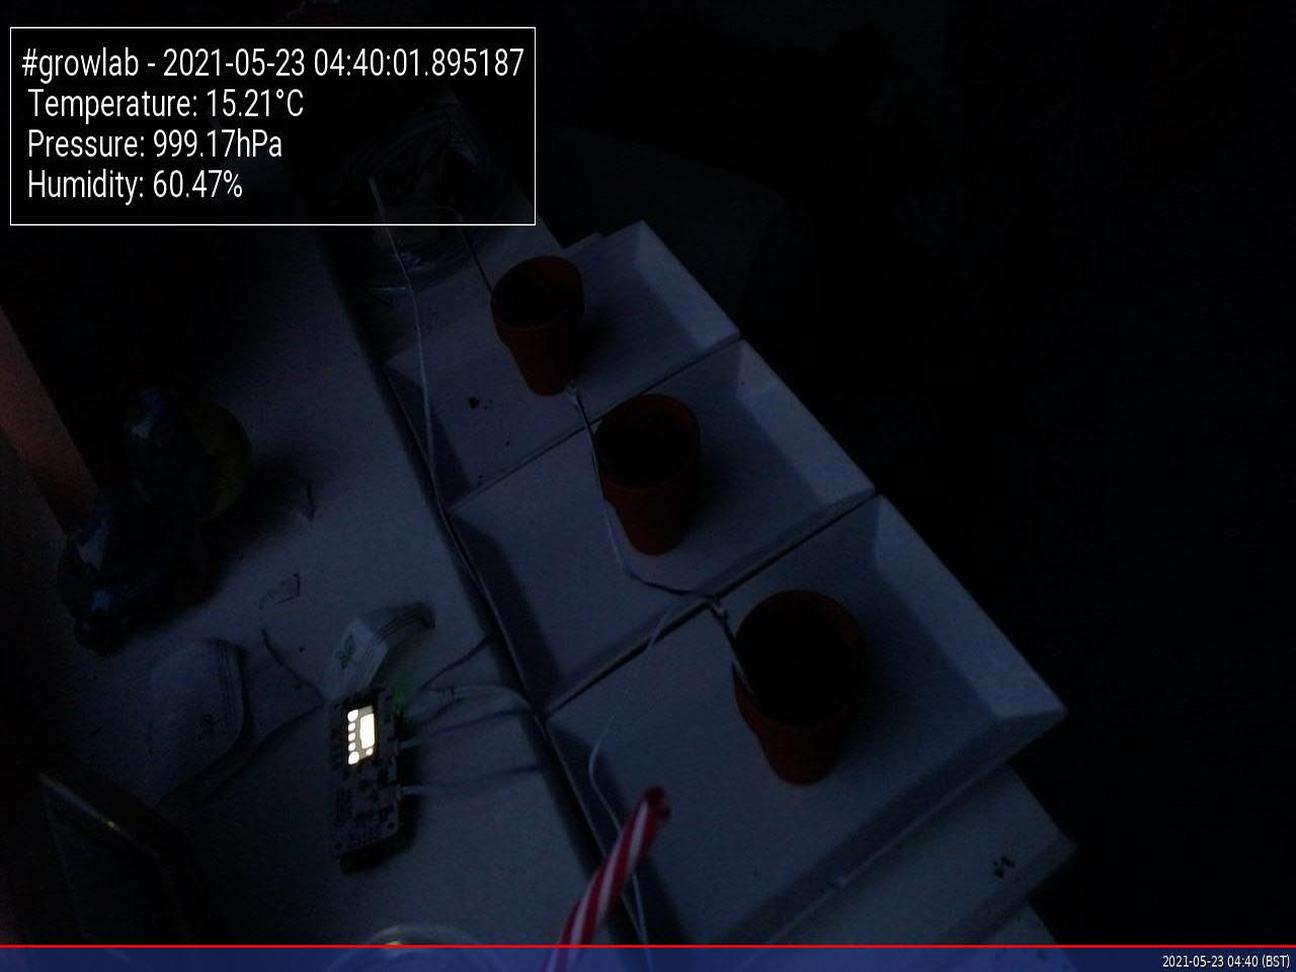 #growlab - 2021-05-23 04:40:01.895187
Temperature: 15.21°C
Pressure: 999.17hPa
Humidity: 60.47%
2021-05-23 04:40 (BST)